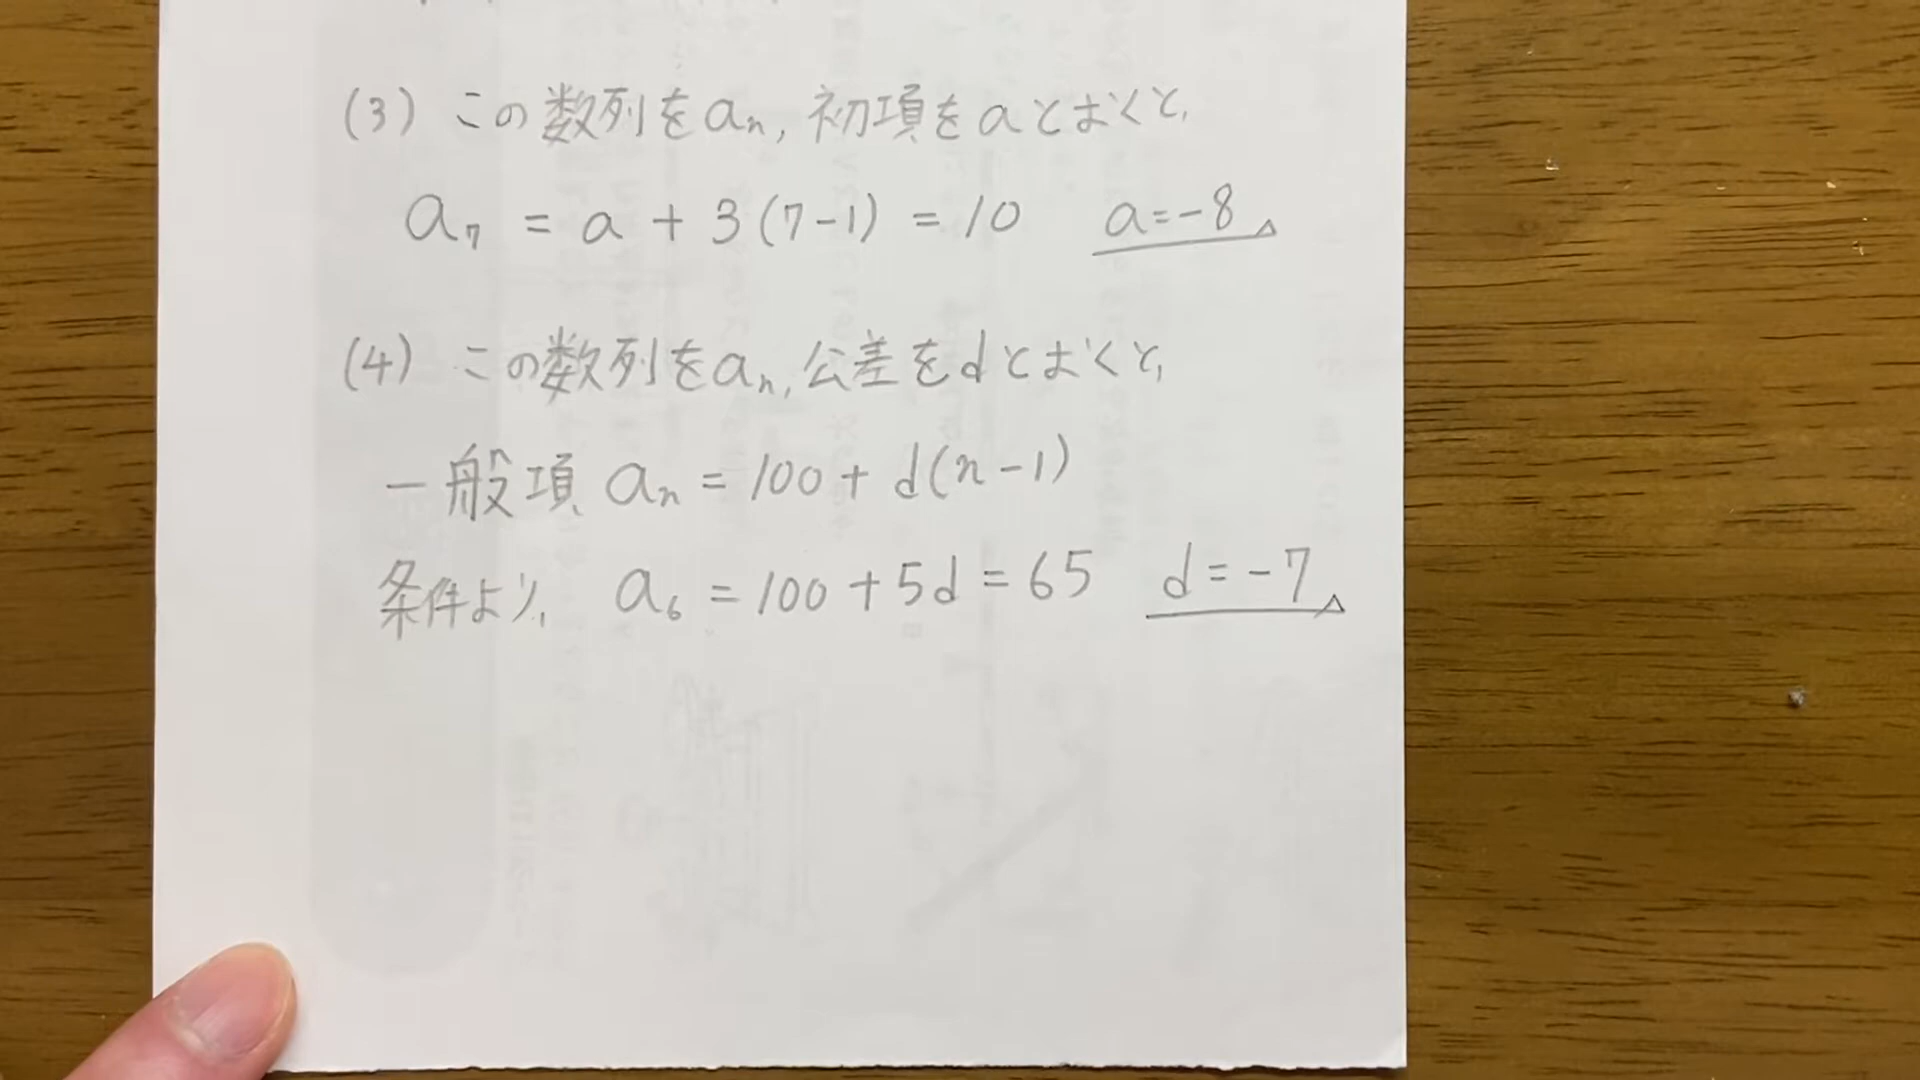 (3) この数列をaₙ, 初項をaとおくと,
a₇ = a + 3(7-1) = 10 a=-8
(4) この数列をaₙ, 公差をdとおくと,
一般項 aₙ = 100 + d(n-1)
条件より, a₆ = 100 + 5d = 65 d = -7